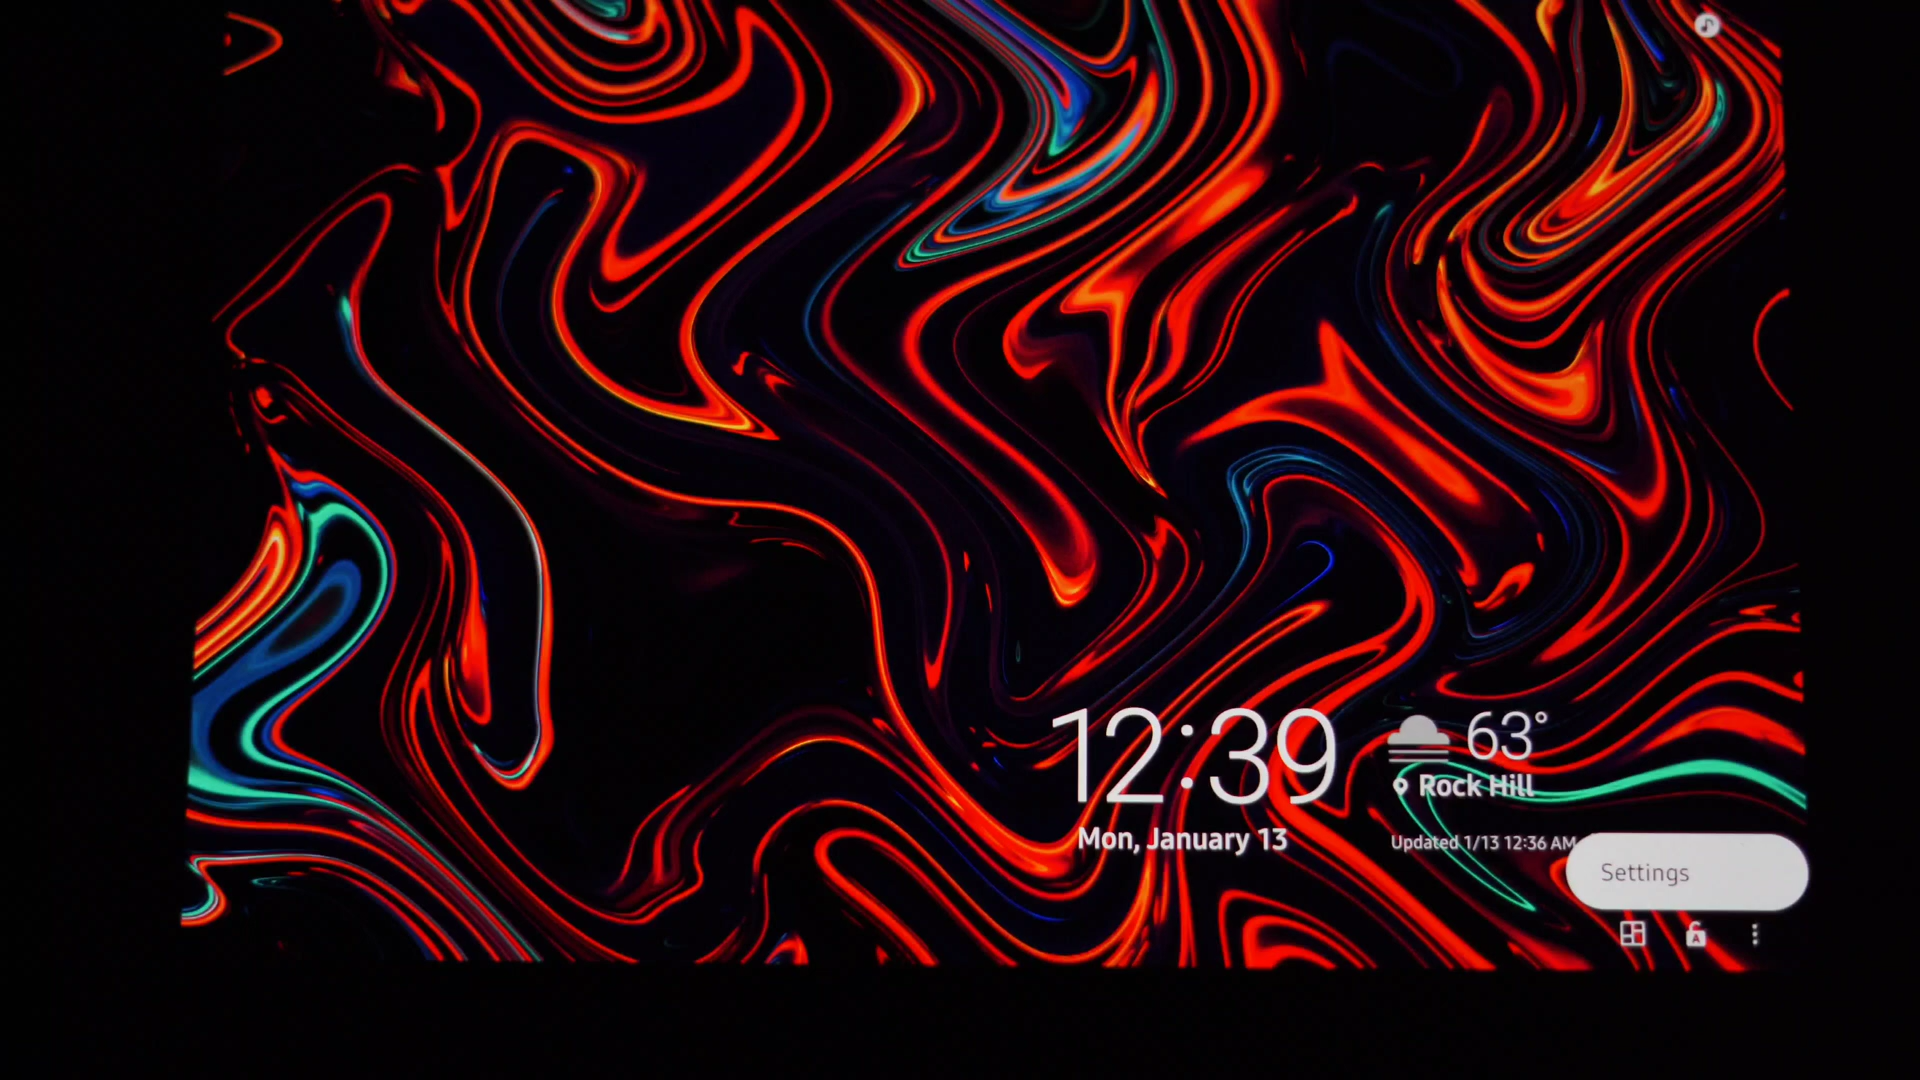 12:39
63°
Rock Hill
Mon, January 13
Updated 1/13 12:36 AM
Settings
A